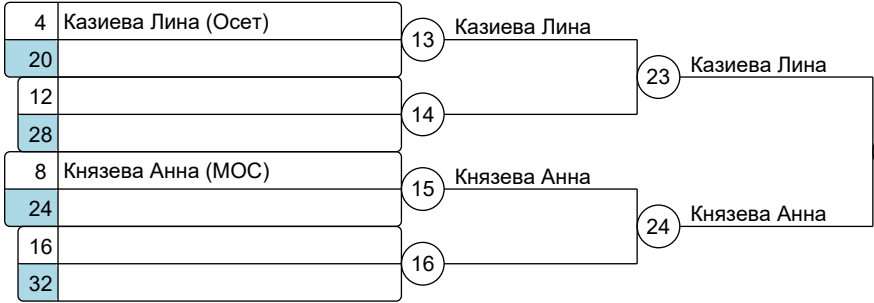 4 Казиева Лина (Осет)
20
13 Казиева Лина
12
28
14
23 Казиева Лина
8 Князева Анна (МОС)
24
15 Князева Анна
16
32
16
24 Князева Анна